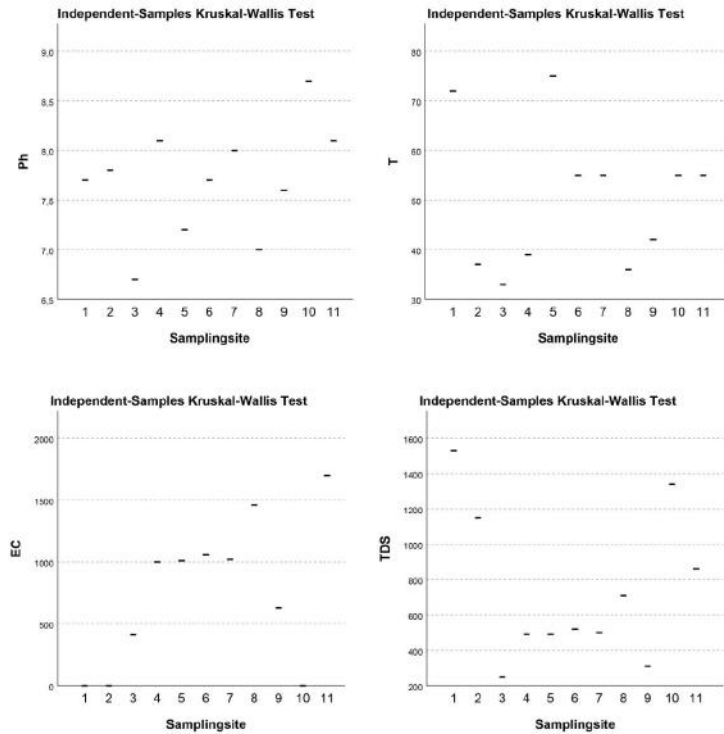 Independent-Samples Kruskal-Wallis Test
9,0
8,5
8,0
7,5
7,0
6,5
Ph
1 2 3 4 5 6 7 8 9 10 11
Samplingsite
Independent-Samples Kruskal-Wallis Test
80
70
60
50
40
30
T
1 2 3 4 5 6 7 8 9 10 11
Samplingsite
Independent-Samples Kruskal-Wallis Test
2000
1500
1000
500
0
EC
1 2 3 4 5 6 7 8 9 10 11
Samplingsite
Independent-Samples Kruskal-Wallis Test
1600
1400
1200
1000
800
600
400
200
TDS
1 2 3 4 5 6 7 8 9 10 11
Samplingsite